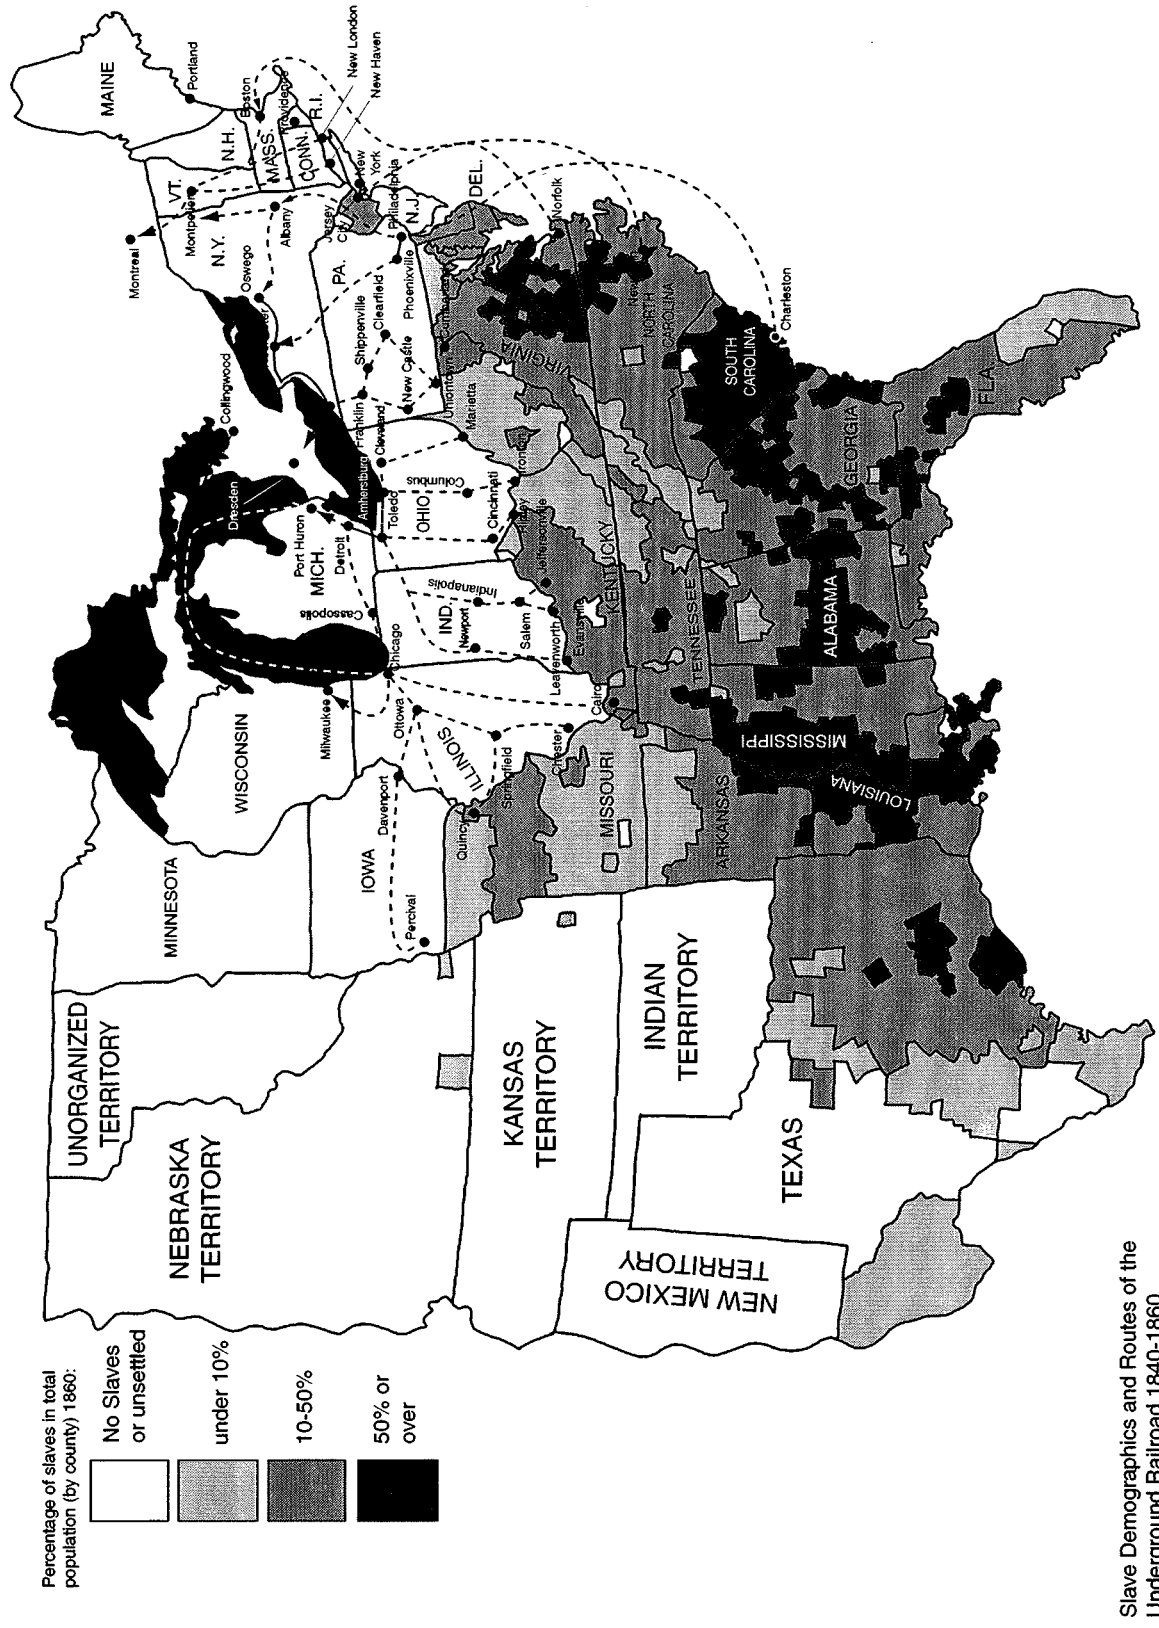 Percentage of slaves in total
population (by county) 1860:
No Slaves
or unsettled
under 10%
10-50%
50% or
over
UNORGANIZED
TERRITORY
NEBRASKA
TERRITORY
KANSAS
TERRITORY
NEW MEXICO
TERRITORY
INDIAN
TERRITORY
TEXAS
MINNESOTA
WISCONSIN
IOWA
Percival
Davenport
Quincy
MISSOURI
ARKANSAS
LOUISIANA
MISSISSIPPI
ILLINOIS
Springfield
Chester
Ottowa
Milwaukee
Chicago
Cairo
Leavenworth
Evansville
Cassopolis
MICH.
Port Huron
Detroit
Dresden
Amherstburg
IND.
Newport
Indianapolis
Salem
Jeffersonville
KENTUCKY
TENNESSEE
ALABAMA
GEORGIA
FLA
Toledo
OHIO
Columbus
Cincinnati
Ripley
Ironton
Cleveland
Marietta
Collingwood
Franklin
Shippenville
Clearfield
New Castle
Uniontown
Cumberland
Phoenixville
PA.
VIRGINIA
NORTH
CAROLINA
New
SOUTH
CAROLINA
Charleston
Norfolk
DEL.
N.J.
Philadelphia
Jersey
City
New
York
Montreal
Oswego
N.Y.
Albany
Montpelier
VT.
N.H.
MASS.
CONN.
R.I.
Boston
Providence
New London
New Haven
MAINE
Portland
Slave Demographics and Routes of the
Underground Railroad 1840-1860